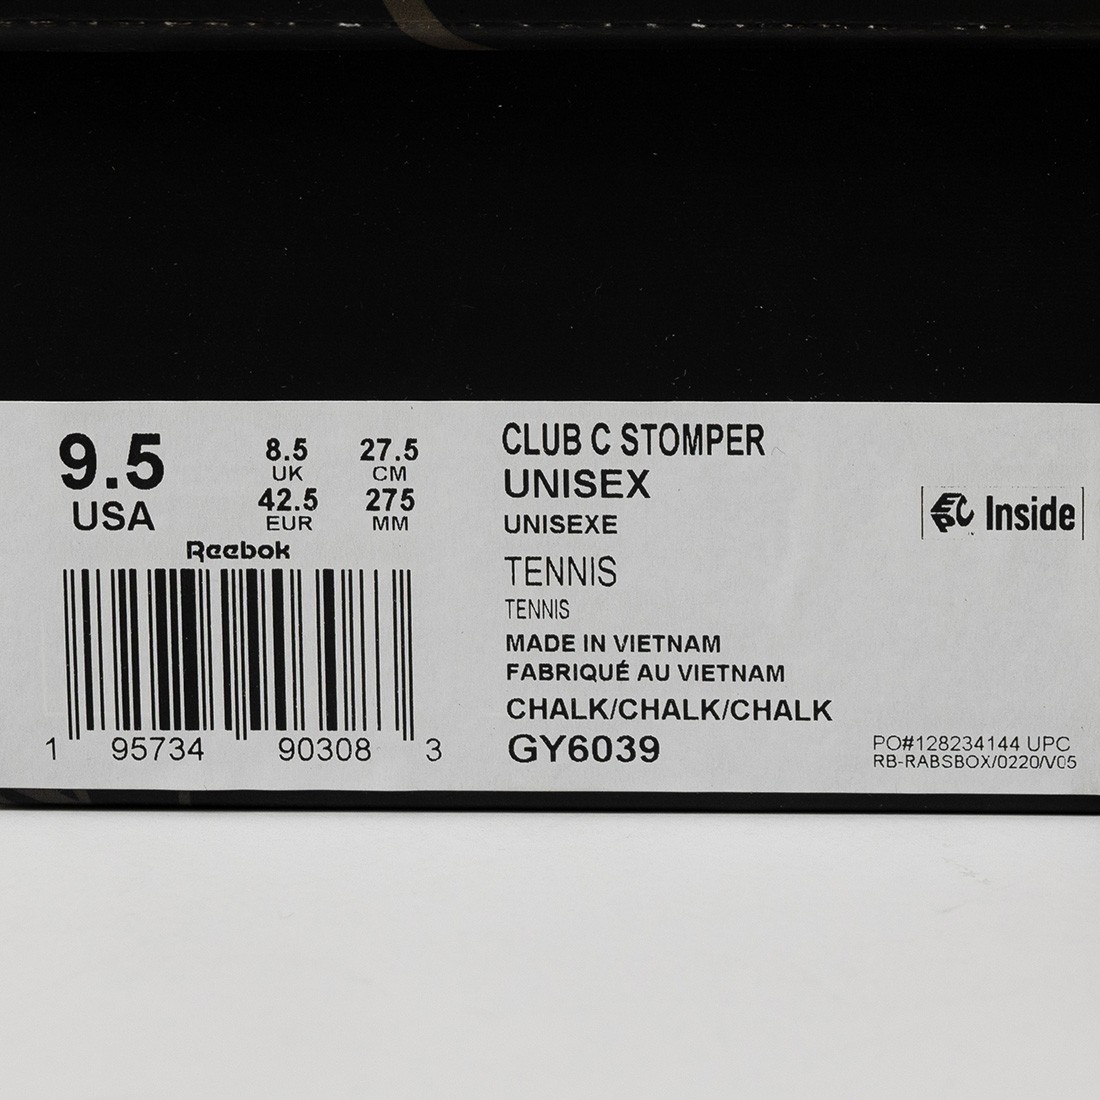 9.5
USA
8.5 27.5
UK CM
42.5 275
EUR MM
Reebok
1 95734 90308 3
CLUB C STOMPER
UNISEX
UNISEXE
TENNIS
TENNIS
MADE IN VIETNAM
FABRIQUÉ AU VIETNAM
CHALK/CHALK/CHALK
GY6039
Inside
PO#128234144 UPC
RB-RABSBOX/0220/V05